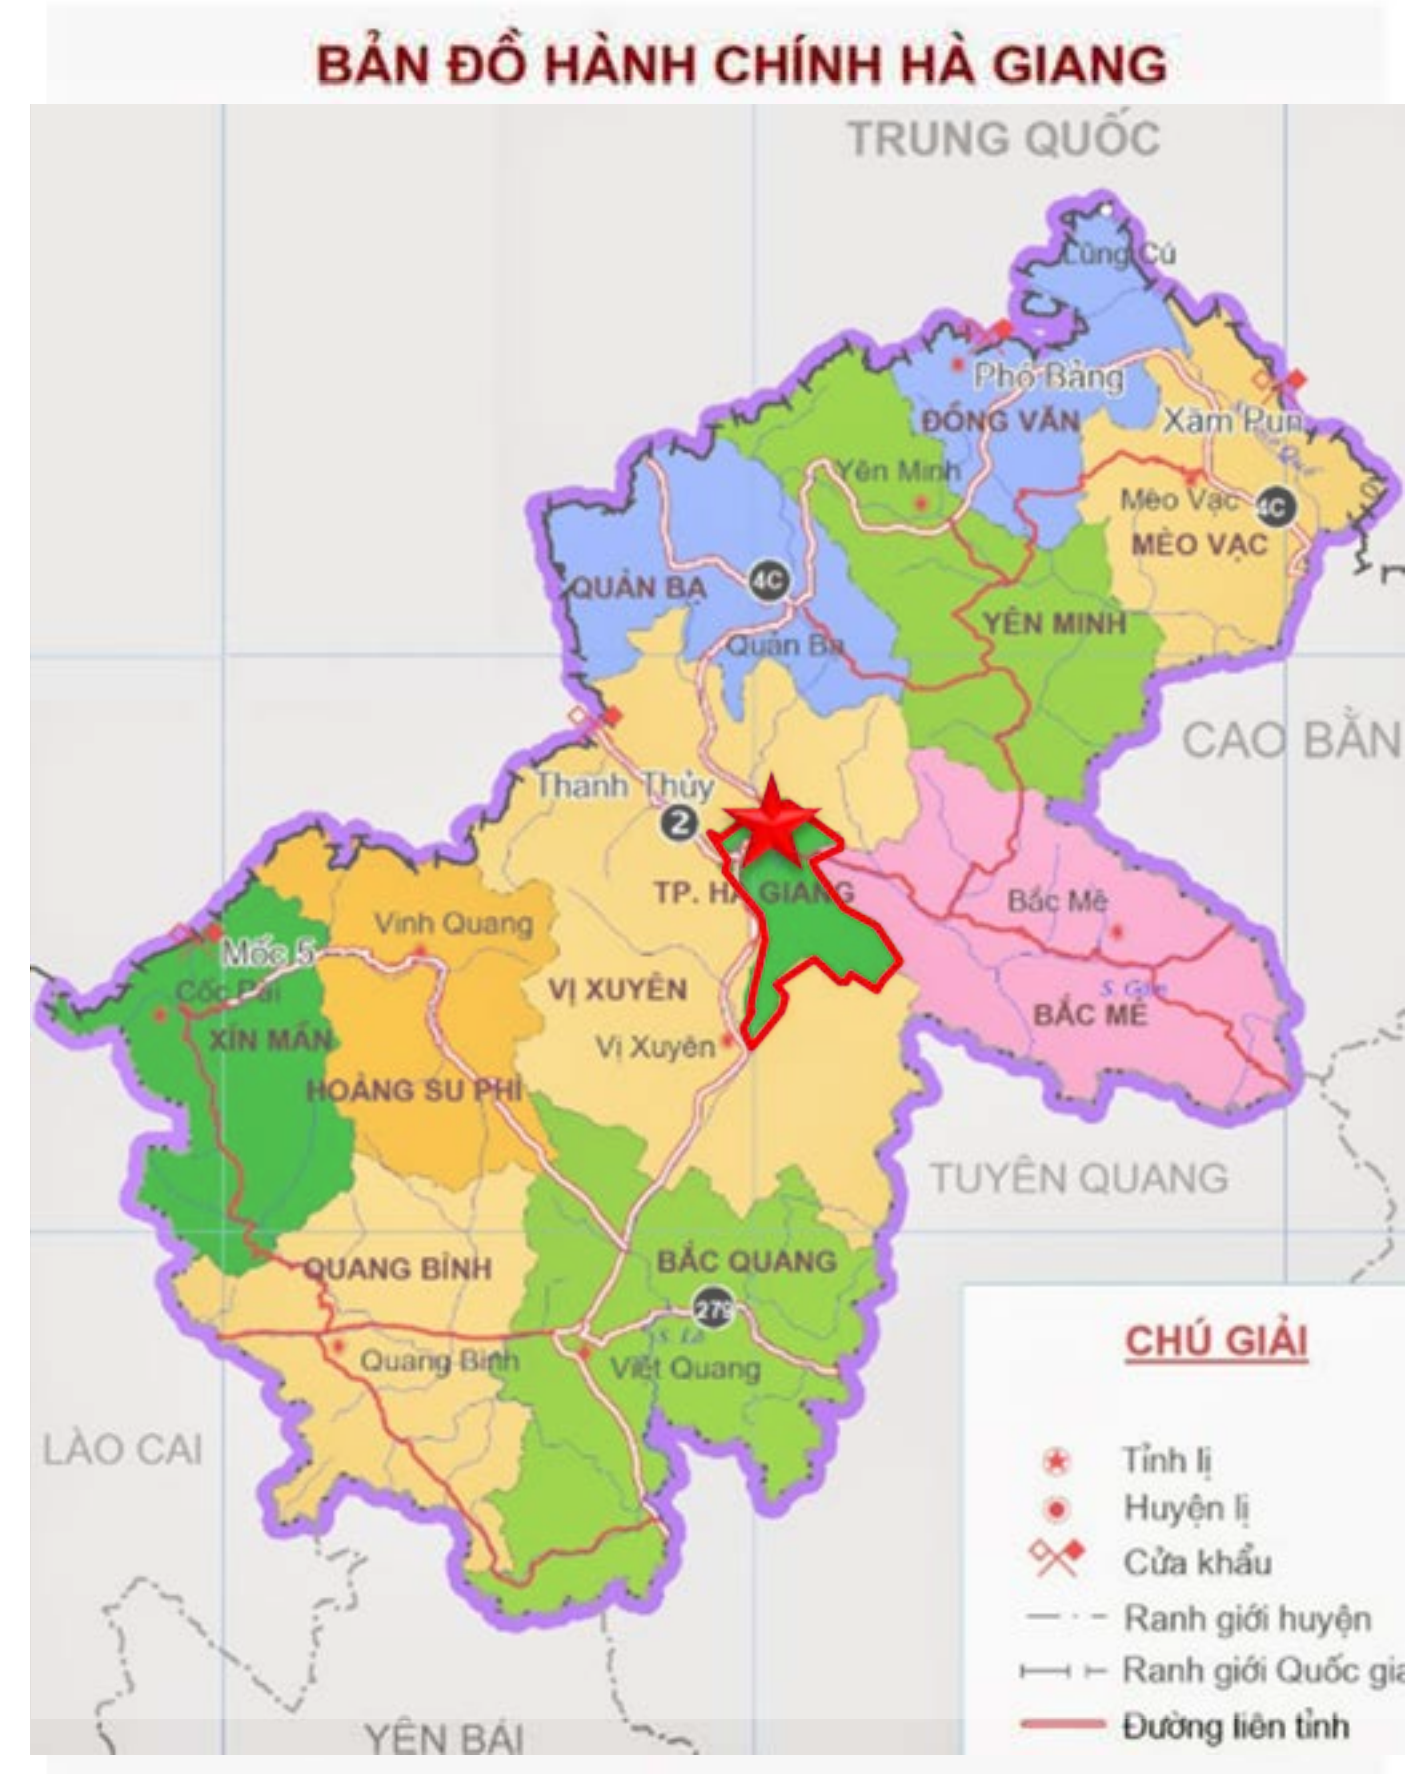 BẢN ĐỒ HÀNH CHÍNH HÀ GIANG
TRUNG QUỐC
Lũng Cú
Phó Bảng
ĐỒNG VĂN
Xăm Pun
Yên Minh
Mèo Vạc
4C
MÈO VẠC
4C
QUẢN BẠ
YÊN MINH
Quản Bạ
CAO BẰN
Thanh Thủy
2
TP. HÀ GIANG
Bắc Mê
Vinh Quang
Mốc 5
Cốc Pài
VỊ XUYÊN
S. Gâm
BẮC MÊ
XÍN MẦN
Vị Xuyên
HOÀNG SU PHÌ
TUYÊN QUANG
QUANG BÌNH
BẮC QUANG
279
S. Lô
Quang Bình
Việt Quang
LÀO CAI
YÊN BÁI
CHÚ GIẢI
Tỉnh lị
Huyện lị
Cửa khẩu
Ranh giới huyện
Ranh giới Quốc gia
Đường liên tỉnh